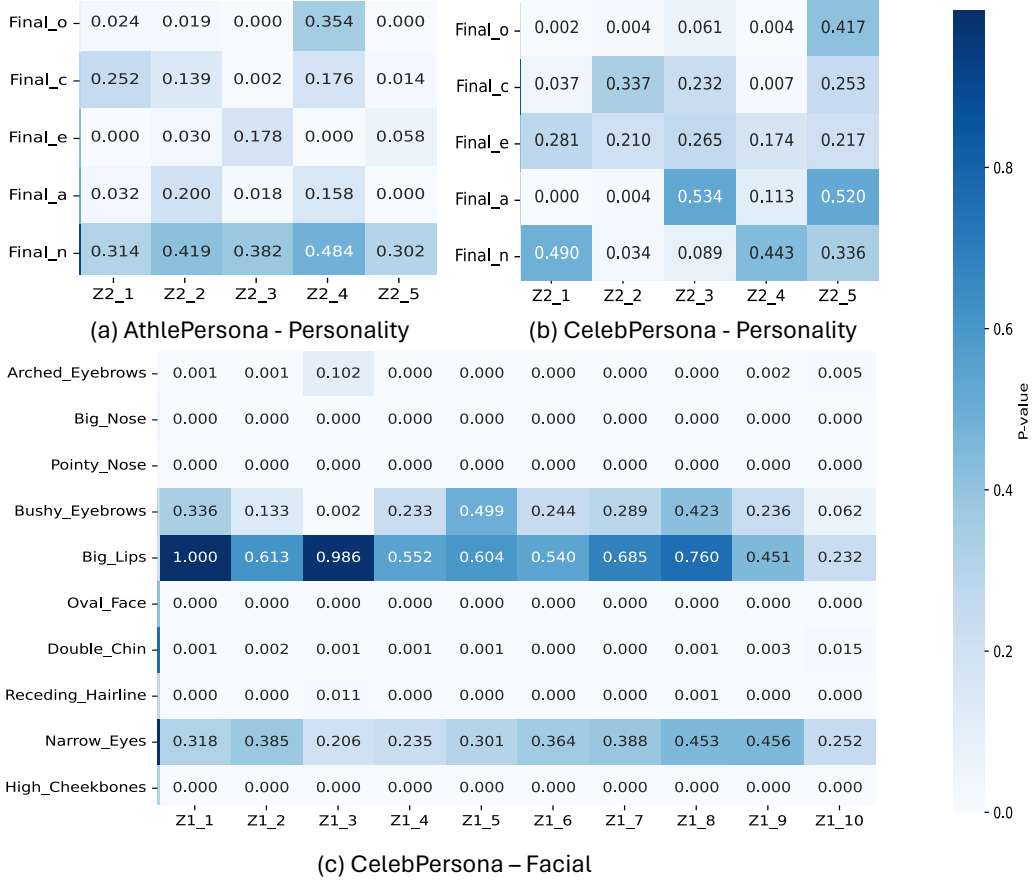 Final_o 0.024 0.019 0.000 0.354 0.000
Final_c 0.252 0.139 0.002 0.176 0.014
Final_e 0.000 0.030 0.178 0.000 0.058
Final_a 0.032 0.200 0.018 0.158 0.000
Final_n 0.314 0.419 0.382 0.484 0.302
Z2_1 Z2_2 Z2_3 Z2_4 Z2_5
(a) AthlePersona - Personality
Final_o 0.002 0.004 0.061 0.004 0.417
Final_c 0.037 0.337 0.232 0.007 0.253
Final_e 0.281 0.210 0.265 0.174 0.217
Final_a 0.000 0.004 0.534 0.113 0.520
Final_n 0.490 0.034 0.089 0.443 0.336
Z2_1 Z2_2 Z2_3 Z2_4 Z2_5
(b) CelebPersona - Personality
Arched_Eyebrows 0.001 0.001 0.102 0.000 0.000 0.000 0.000 0.000 0.002 0.005
Big_Nose 0.000 0.000 0.000 0.000 0.000 0.000 0.000 0.000 0.000 0.000
Pointy_Nose 0.000 0.000 0.000 0.000 0.000 0.000 0.000 0.000 0.000 0.000
Bushy_Eyebrows 0.336 0.133 0.002 0.233 0.499 0.244 0.289 0.423 0.236 0.062
Big_Lips 1.000 0.613 0.986 0.552 0.604 0.540 0.685 0.760 0.451 0.232
Oval_Face 0.000 0.000 0.000 0.000 0.000 0.000 0.000 0.000 0.000 0.000
Double_Chin 0.001 0.002 0.001 0.001 0.001 0.000 0.000 0.001 0.003 0.015
Receding_Hairline 0.000 0.000 0.011 0.000 0.000 0.000 0.000 0.001 0.000 0.000
Narrow_Eyes 0.318 0.385 0.206 0.235 0.301 0.364 0.388 0.453 0.456 0.252
High_Cheekbones 0.000 0.000 0.000 0.000 0.000 0.000 0.000 0.000 0.000 0.000
Z1_1 Z1_2 Z1_3 Z1_4 Z1_5 Z1_6 Z1_7 Z1_8 Z1_9 Z1_10
(c) CelebPersona – Facial
0.8
0.6
0.4
0.2
0.0
P-value